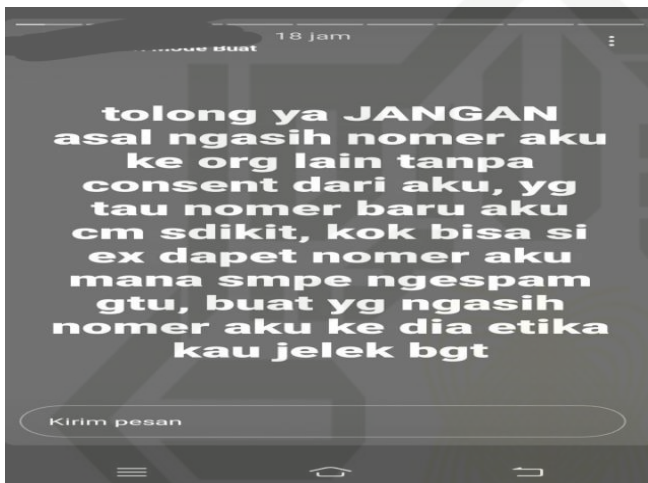 18 jam
Mode Buat
tolong ya JANGAN
asal ngasih nomer aku
ke org lain tanpa
consent dari aku, yg
tau nomer baru aku
cm sdikit, kok bisa si
ex dapet nomer aku
mana smpe ngespam
gtu, buat yg ngasih
nomer aku ke dia etika
kau jelek bgt
Kirim pesan